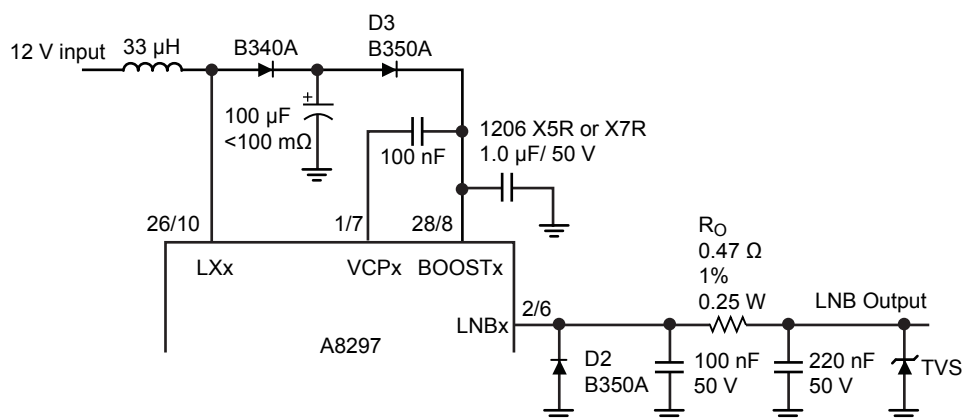 D3
B350A
12 V input
33 µH
B340A
+
100 µF
<100 mΩ
100 nF
1206 X5R or X7R
1.0 µF/ 50 V
26/10
1/7
28/8
LXx
VCPx
BOOSTx
R_O
0.47 Ω
1%
0.25 W
LNB Output
LNBx
2/6
A8297
D2
B350A
100 nF
50 V
220 nF
50 V
TVS